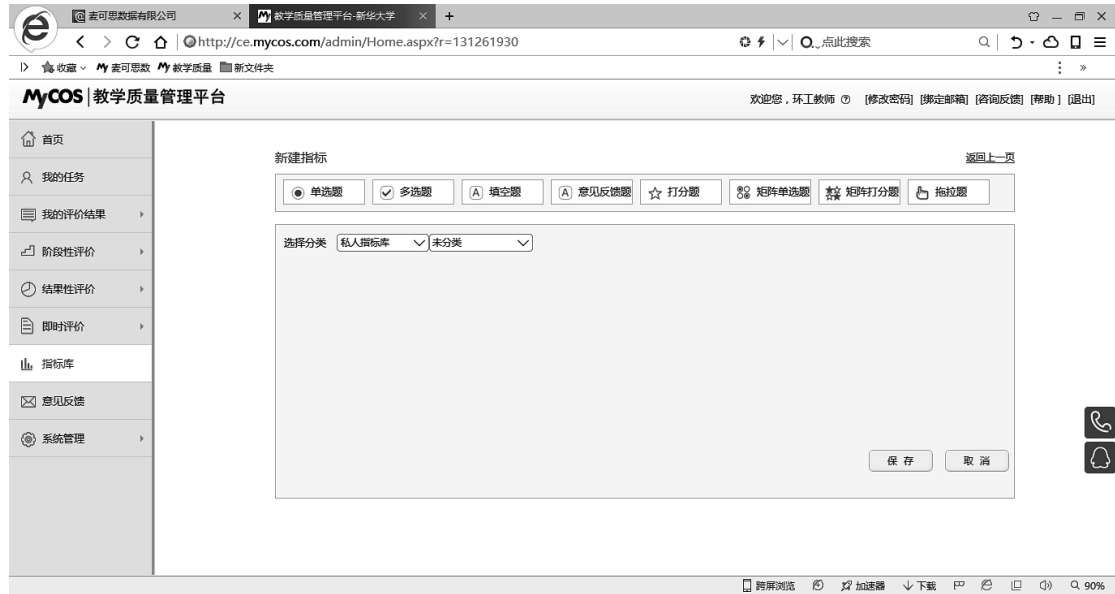 麦可思数据有限公司 教学质量管理平台-新华大学
http://ce.mycos.com/admin/Home.aspx?r=131261930 点此搜索
收藏 麦可思数 教学质量 新文件夹
MyCOS 教学质量管理平台 欢迎您，环工教师 [修改密码] [绑定邮箱] [咨询反馈] [帮助] [退出]
首页
我的任务
我的评价结果
阶段性评价
结果性评价
即时评价
指标库
意见反馈
系统管理
新建指标 返回上一页
单选题 多选题 A 填空题 A 意见反馈题 打分题 矩阵单选题 矩阵打分题 拖拉题
选择分类 私人指标库 未分类
保存 取消
跨屏浏览 加速器 下载 90%